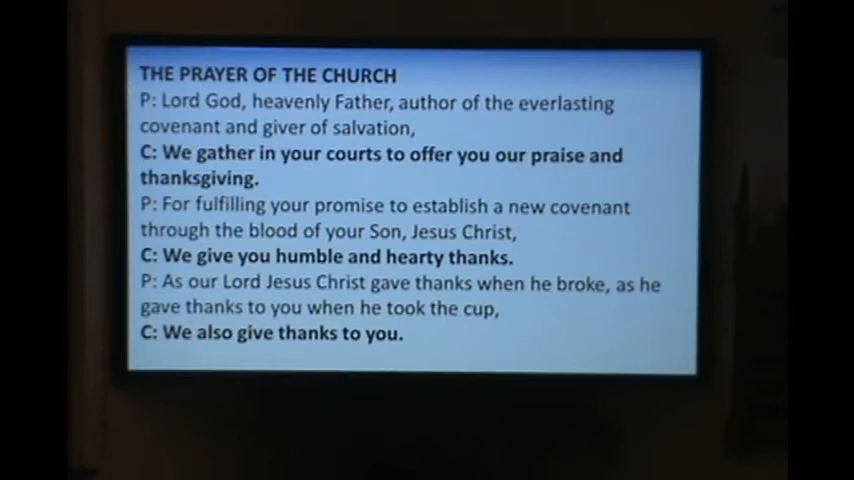 THE PRAYER OF THE CHURCH
P: Lord God, heavenly Father, author of the everlasting
covenant and giver of salvation,
C: We gather in your courts to offer you our praise and
thanksgiving.
P: For fulfilling your promise to establish a new covenant
through the blood of your Son, Jesus Christ,
C: We give you humble and hearty thanks.
P: As our Lord Jesus Christ gave thanks when he broke, as he
gave thanks to you when he took the cup,
C: We also give thanks to you.